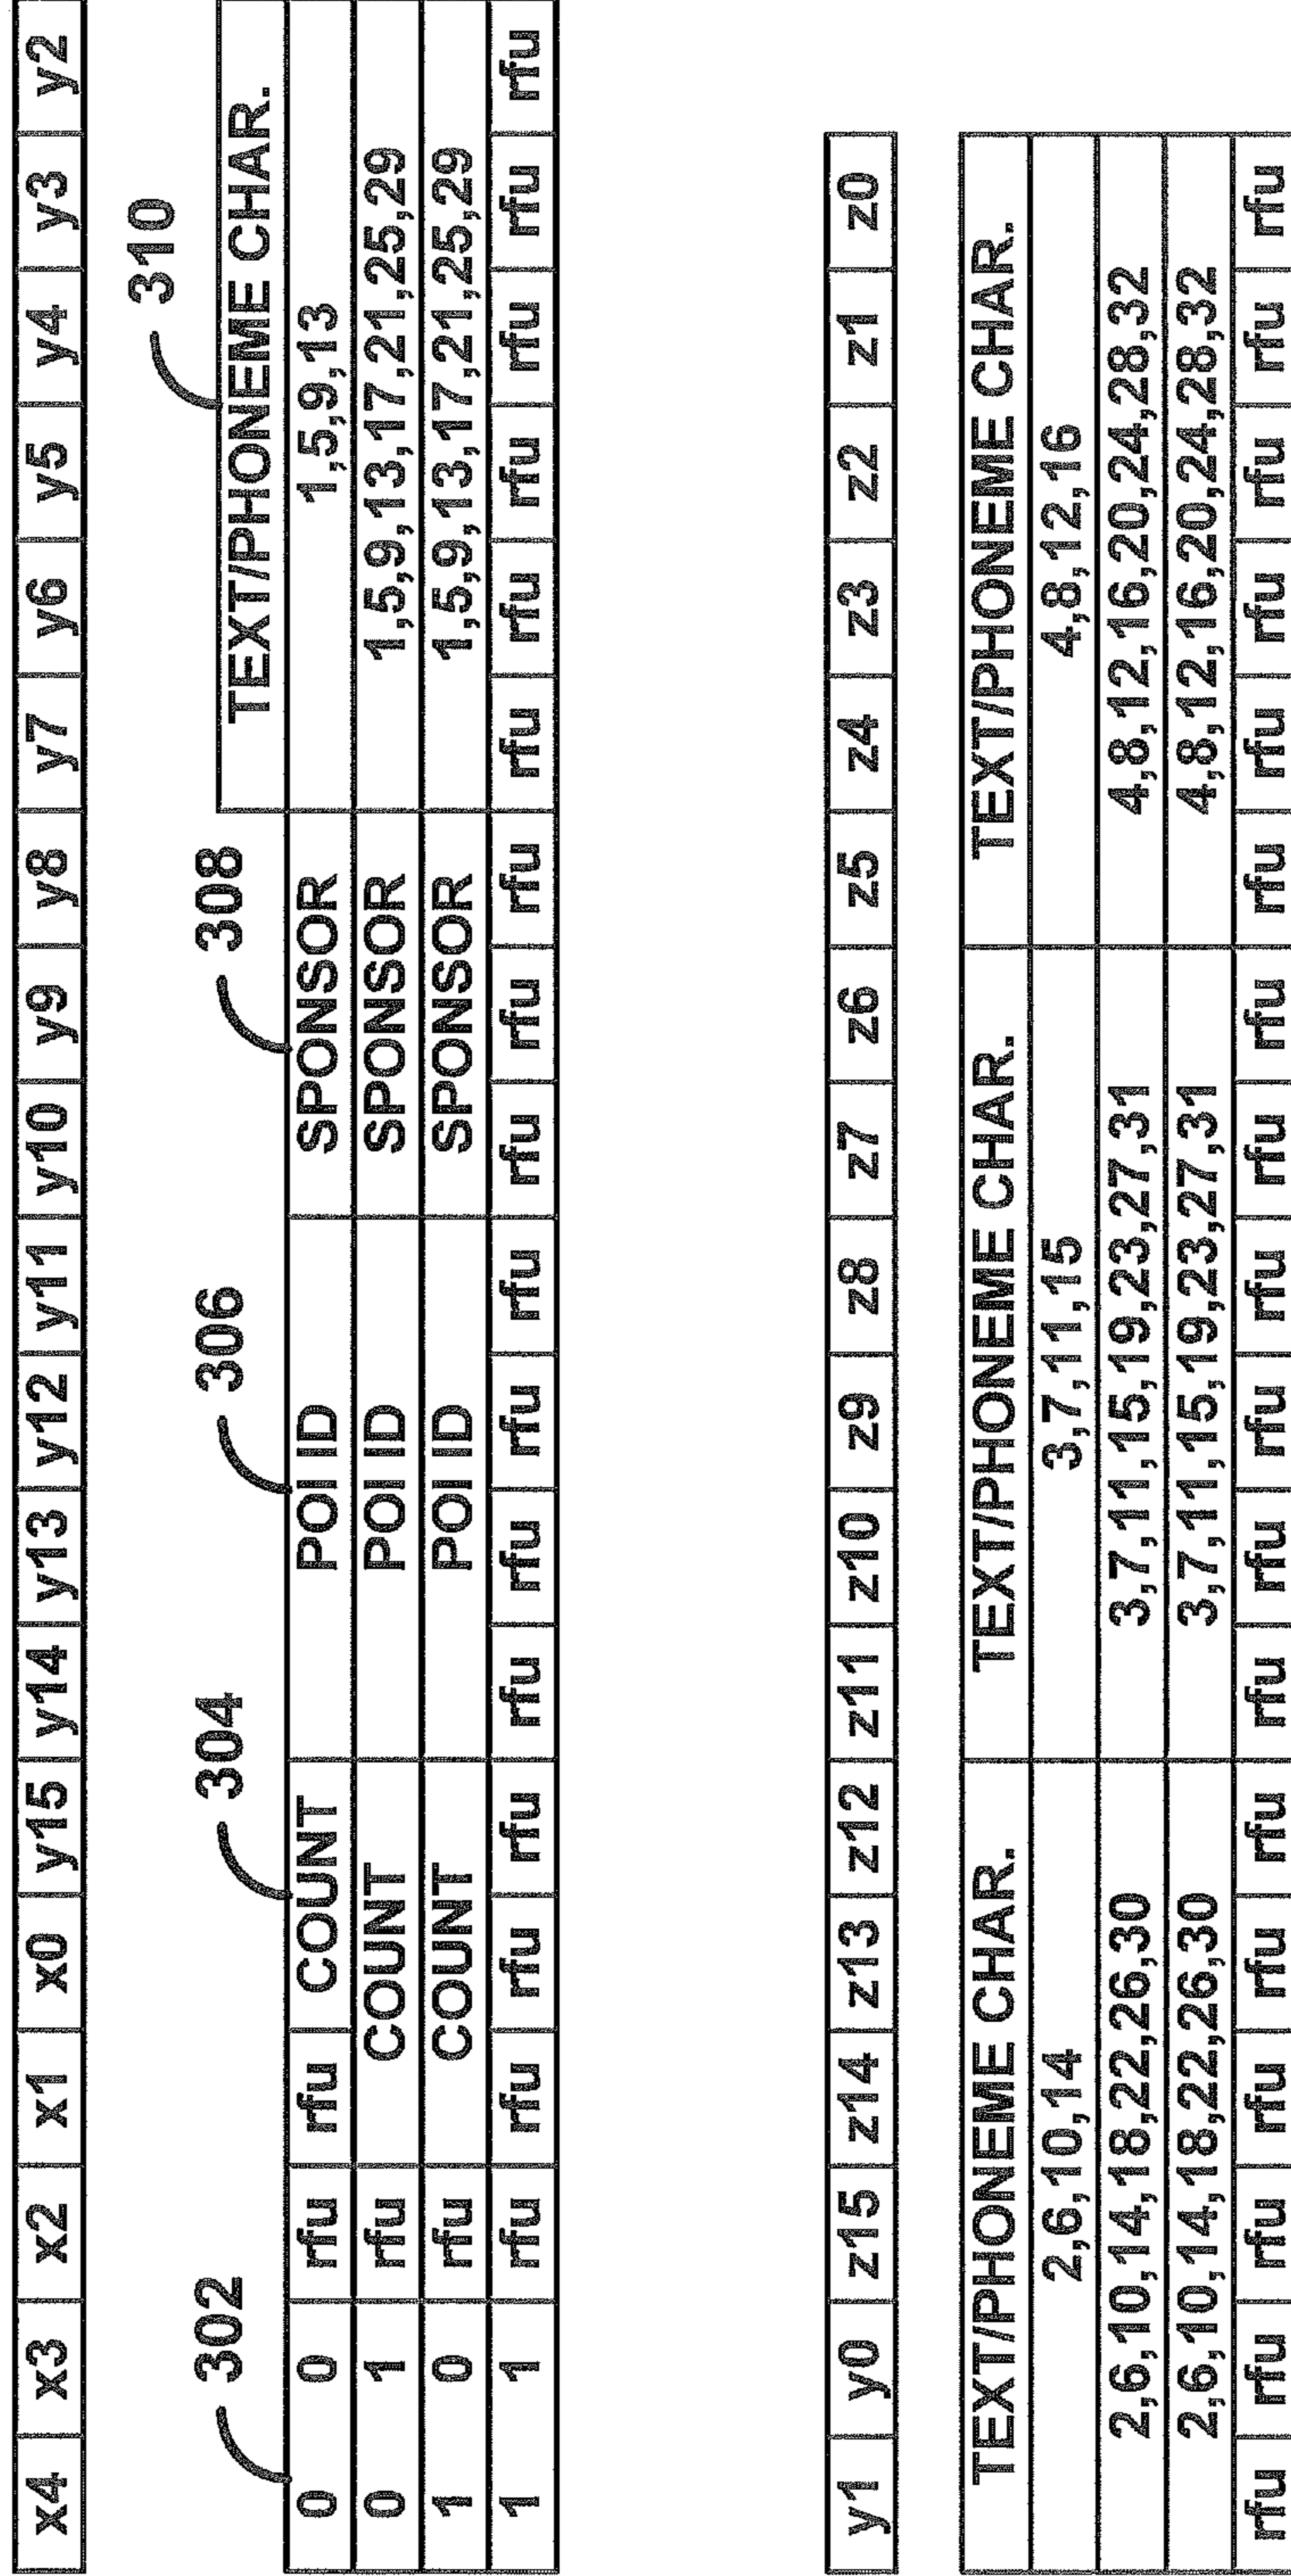 x4 x3 x2 x1 x0 y15 y14 y13 y12 y11 y10 y9 y8 y7 y6 y5 y4 y3 y2
302 304 306 308 310
TEXT/PHONEME CHAR.
0 0 rfu rfu COUNT POI ID SPONSOR 1,5,9,13
0 1 rfu COUNT POI ID SPONSOR 1,5,9,13,17,21,25,29
1 0 rfu COUNT POI ID SPONSOR 1,5,9,13,17,21,25,29
1 1 rfu rfu rfu rfu rfu rfu rfu rfu rfu rfu rfu rfu rfu rfu rfu rfu rfu
y1 y0 z15 z14 z13 z12 z11 z10 z9 z8 z7 z6 z5 z4 z3 z2 z1 z0
TEXT/PHONEME CHAR. TEXT/PHONEME CHAR. TEXT/PHONEME CHAR.
2,6,10,14 3,7,11,15 4,8,12,16
2,6,10,14,18,22,26,30 3,7,11,15,19,23,27,31 4,8,12,16,20,24,28,32
2,6,10,14,18,22,26,30 3,7,11,15,19,23,27,31 4,8,12,16,20,24,28,32
rfu rfu rfu rfu rfu rfu rfu rfu rfu rfu rfu rfu rfu rfu rfu rfu rfu rfu